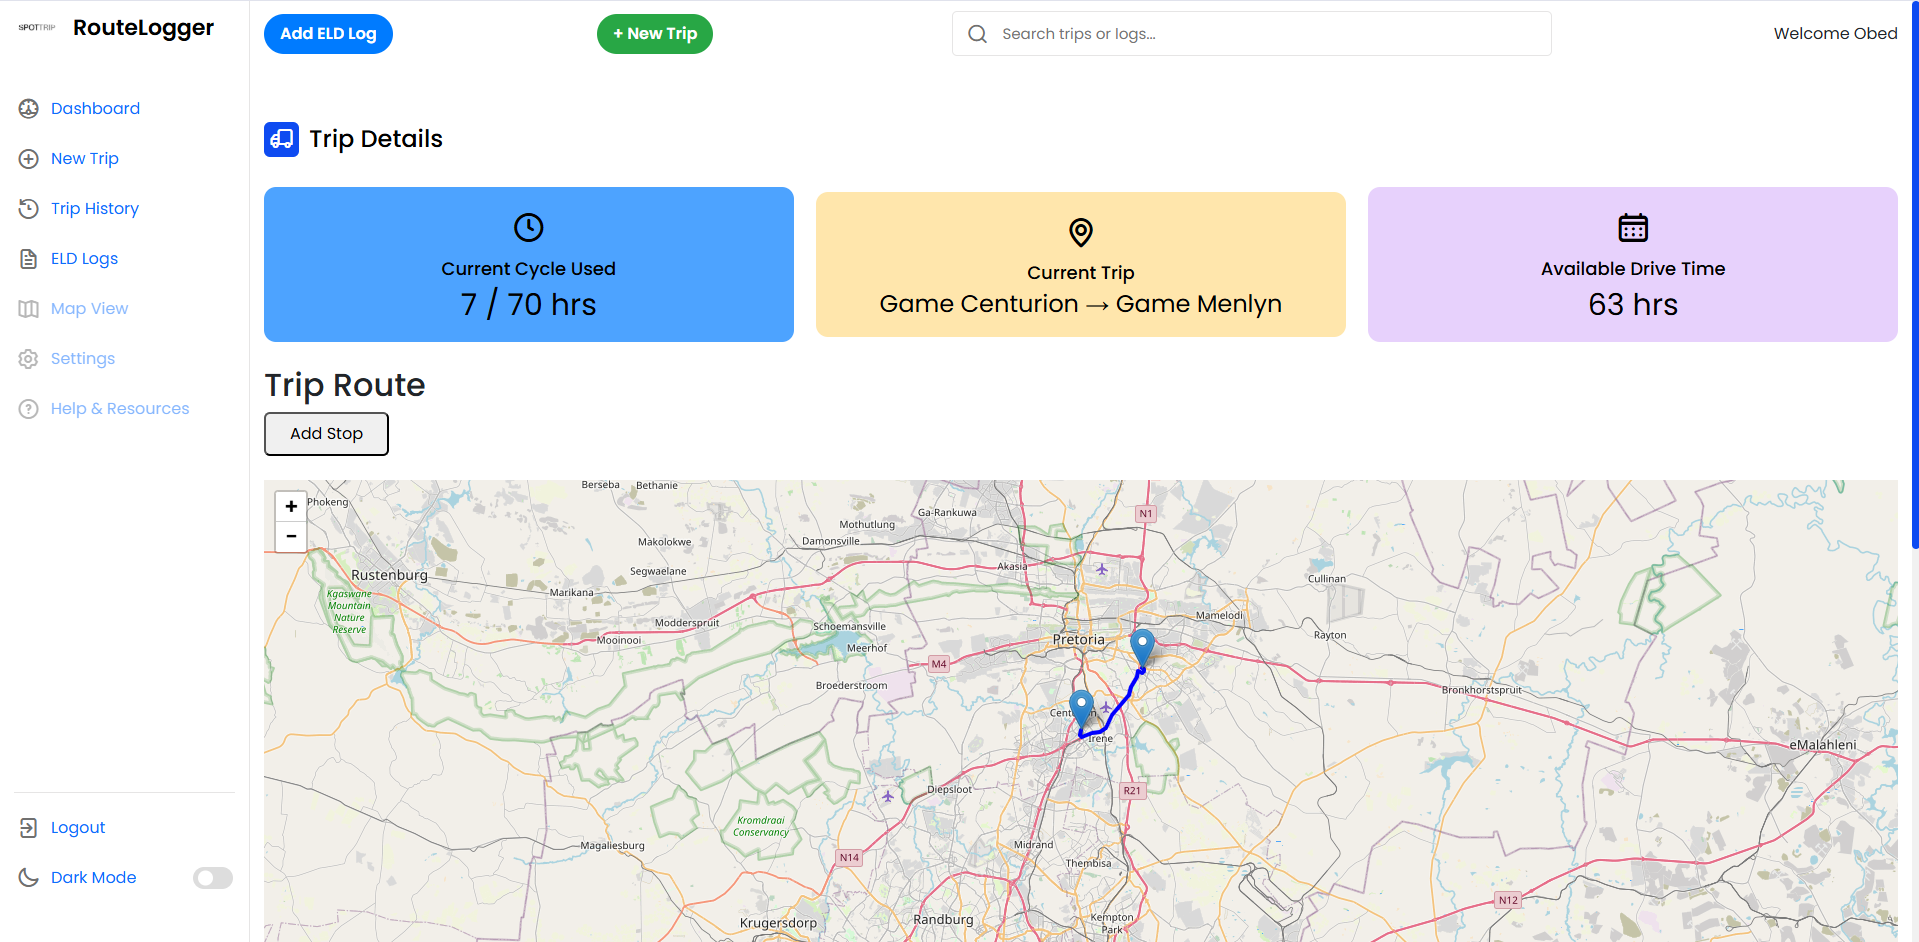 SPOTTRIP RouteLogger
Add ELD Log
+ New Trip
Search trips or logs...
Welcome Obed
Dashboard
New Trip
Trip History
ELD Logs
Map View
Settings
Help & Resources
Logout
Dark Mode
Trip Details
Current Cycle Used
7 / 70 hrs
Current Trip
Game Centurion → Game Menlyn
Available Drive Time
63 hrs
Trip Route
Add Stop
+
−
Berseba
Bethanie
Phokeng
Ga-Rankuwa
N1
Mothutlung
Makolokwe
Damonsville
Akasia
Segwaelane
Rustenburg
Cullinan
Marikana
Kgaswane
Mountain
Nature
Reserve
Mamelodi
Modderspruit
Schoemansville
Mooinooi
Pretoria
Rayton
Meerhof
M4
Broederstroom
Bronkhorstspruit
Irene
eMalahleni
Diepsloot
R21
Kromdraai
Conservancy
Magaliesburg
Midrand
N14
Thembisa
N12
Krugersdorp
Randburg
Kempton
Park